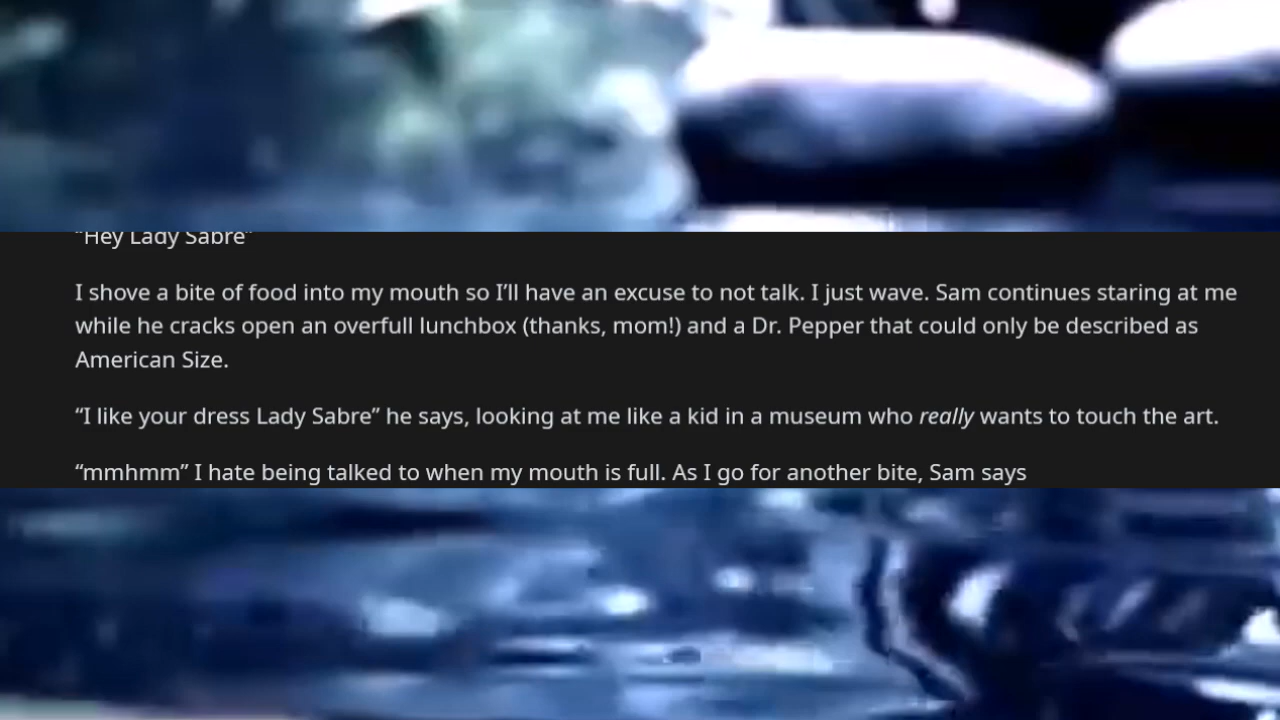 “Hey Lady Sabre”
I shove a bite of food into my mouth so I’ll have an excuse to not talk. I just wave. Sam continues staring at me
while he cracks open an overfull lunchbox (thanks, mom!) and a Dr. Pepper that could only be described as
American Size.
“I like your dress Lady Sabre” he says, looking at me like a kid in a museum who really wants to touch the art.
“mmhmm” I hate being talked to when my mouth is full. As I go for another bite, Sam says